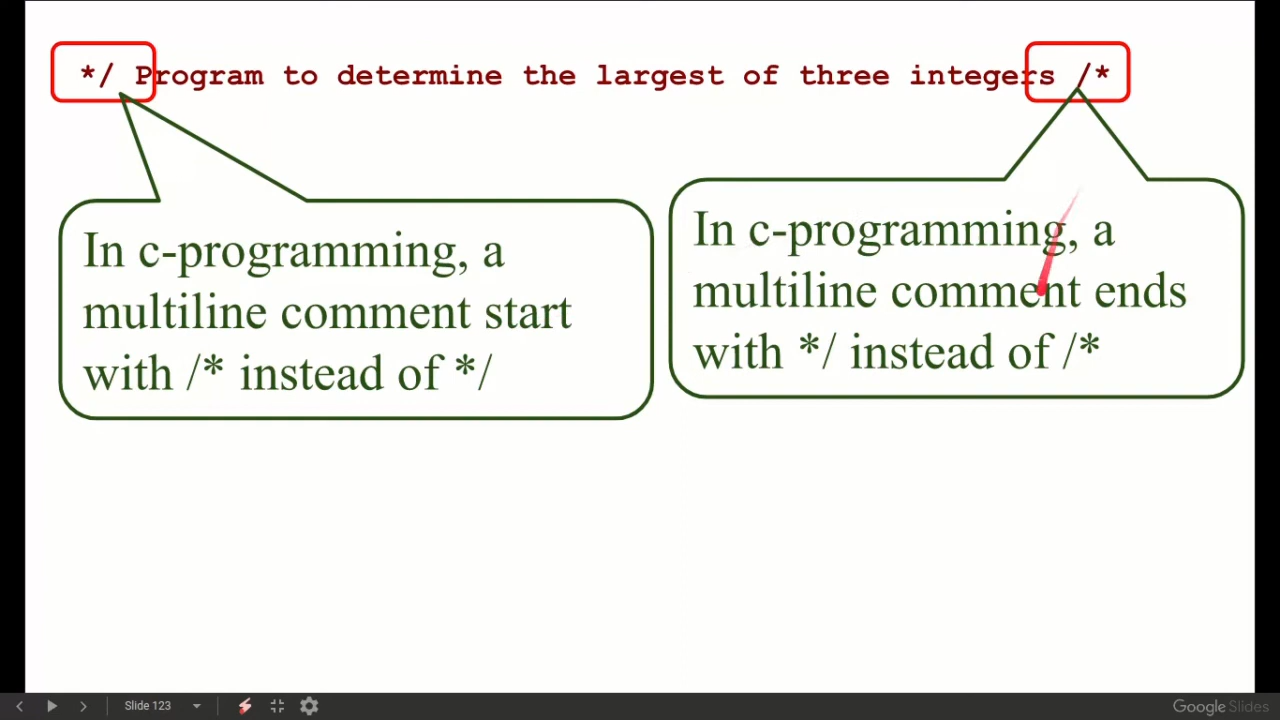 */ Program to determine the largest of three integers /*
In c-programming, a
multiline comment start
with /* instead of */
In c-programming, a
multiline comment ends
with */ instead of /*
Slide 123
Google Slides